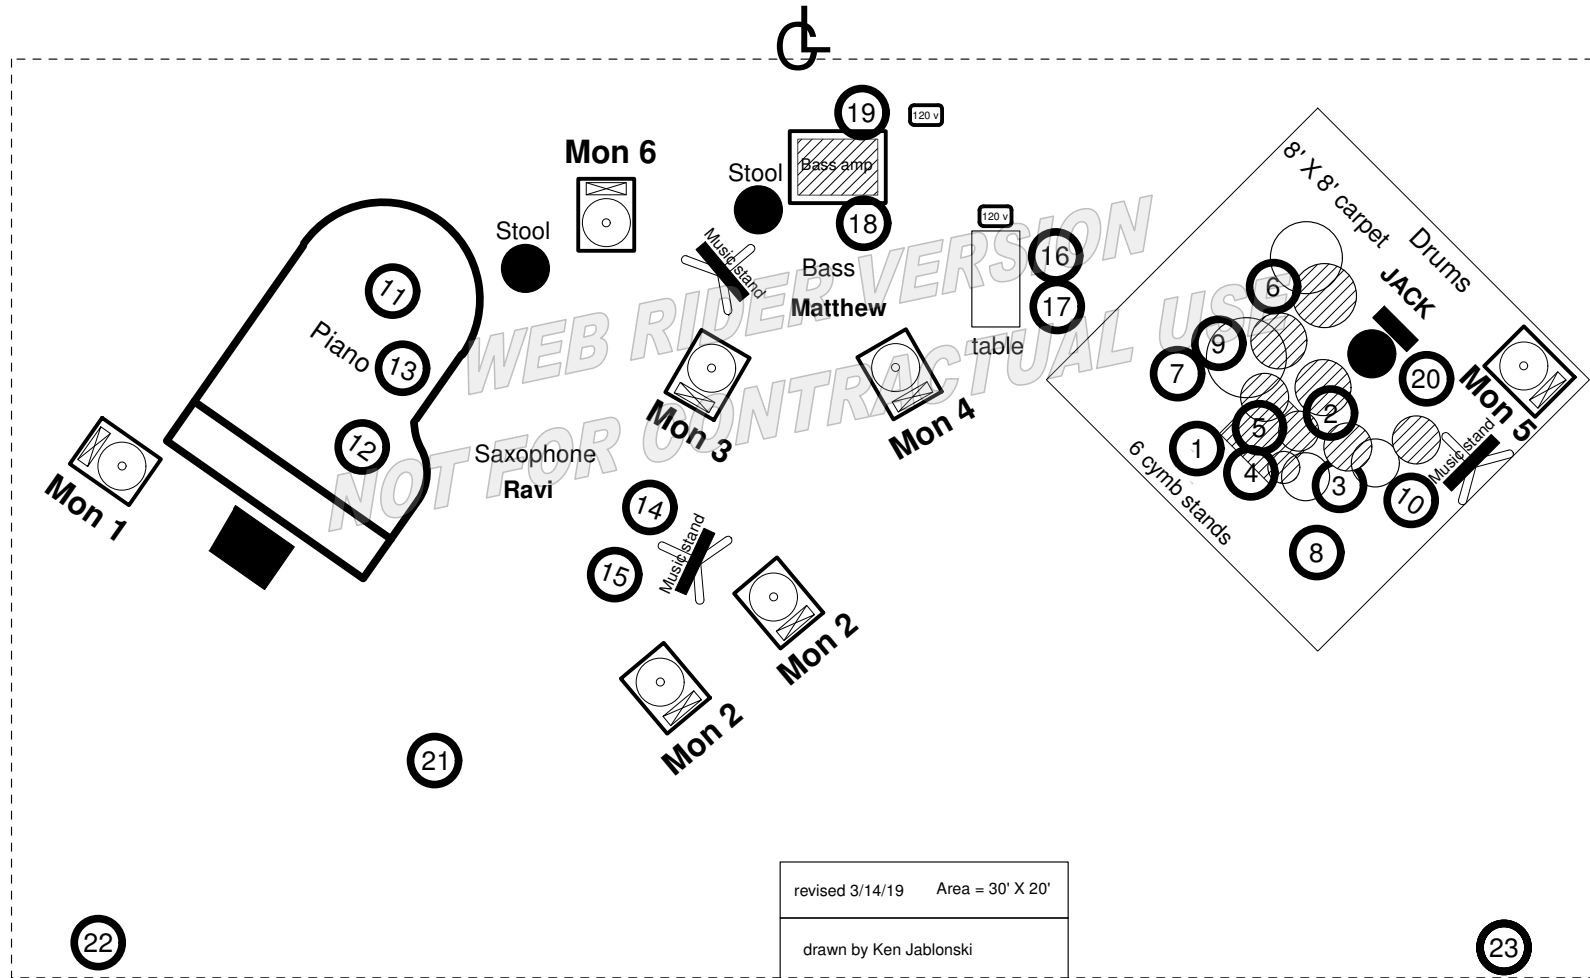 CL
19
120 v
Mon 6
Bass amp
Stool
18
Stool
Music stand
120 v
16
17
table
Bass
Matthew
8' X 8' carpet
Drums
JACK
6
9
7
20
Mon 5
2
5
1
4
3
10
Music stand
6 cymb stands
8
11
Piano
13
12
Mon 1
Saxophone
Ravi
Mon 3
Mon 4
14
15
Music stand
Mon 2
Mon 2
21
22
23
WEB RIDER VERSION
NOT FOR CONTRACTUAL USE
revised 3/14/19 Area = 30' X 20'
drawn by Ken Jablonski